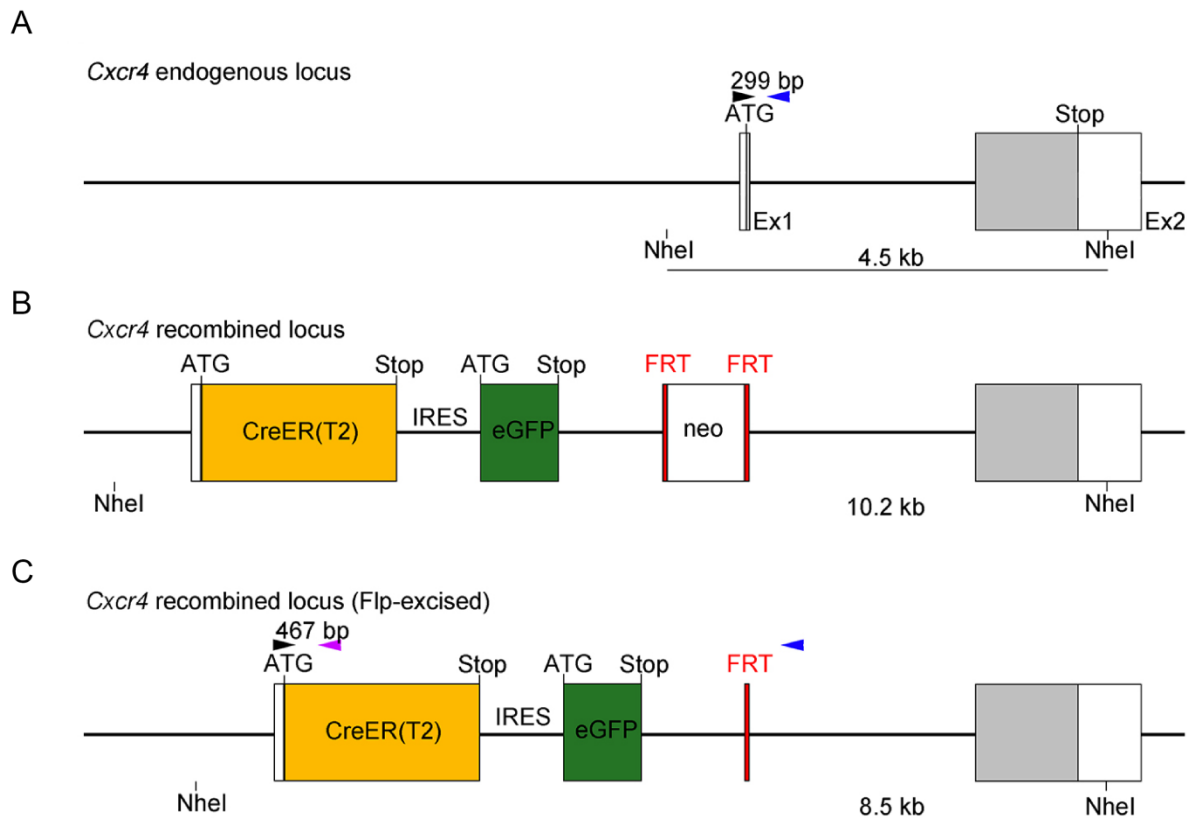 A
Cxcr4 endogenous locus
299 bp
ATG
Stop
Ex1
Ex2
NheI
NheI
4.5 kb
B
Cxcr4 recombined locus
ATG
Stop
ATG
Stop
FRT
FRT
IRES
CreER(T2)
eGFP
neo
NheI
10.2 kb
NheI
C
Cxcr4 recombined locus (Flp-excised)
467 bp
ATG
Stop
ATG
Stop
FRT
IRES
CreER(T2)
eGFP
NheI
8.5 kb
NheI